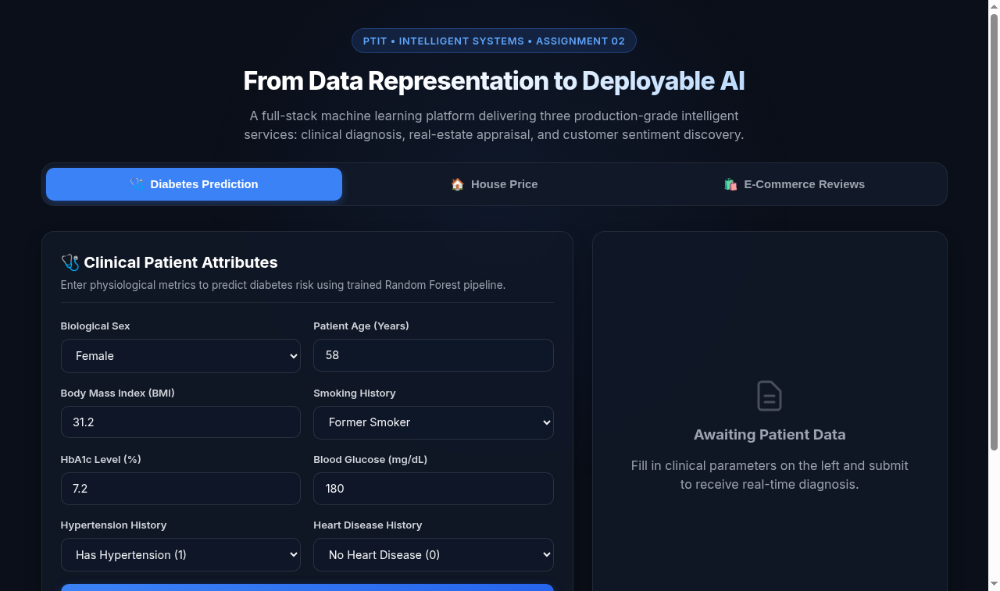 PTIT • INTELLIGENT SYSTEMS • ASSIGNMENT 02
From Data Representation to Deployable AI
A full-stack machine learning platform delivering three production-grade intelligent
services: clinical diagnosis, real-estate appraisal, and customer sentiment discovery.
🩺 Diabetes Prediction
🏠 House Price
🛍️ E-Commerce Reviews
🩺 Clinical Patient Attributes
Enter physiological metrics to predict diabetes risk using trained Random Forest pipeline.
Biological Sex
Female
Patient Age (Years)
58
Body Mass Index (BMI)
31.2
Smoking History
Former Smoker
HbA1c Level (%)
7.2
Blood Glucose (mg/dL)
180
Hypertension History
Has Hypertension (1)
Heart Disease History
No Heart Disease (0)
Awaiting Patient Data
Fill in clinical parameters on the left and submit
to receive real-time diagnosis.